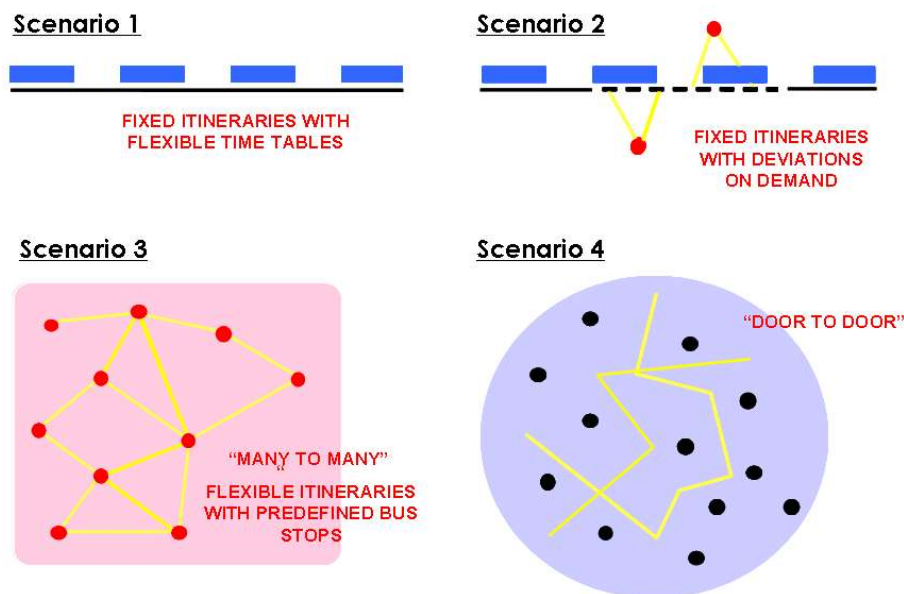 Scenario 1
FIXED ITINERARIES WITH
FLEXIBLE TIME TABLES
Scenario 2
FIXED ITINERARIES
WITH DEVIATIONS
ON DEMAND
Scenario 3
“MANY TO MANY”
FLEXIBLE ITINERARIES
WITH PREDEFINED BUS
STOPS
Scenario 4
“DOOR TO DOOR”